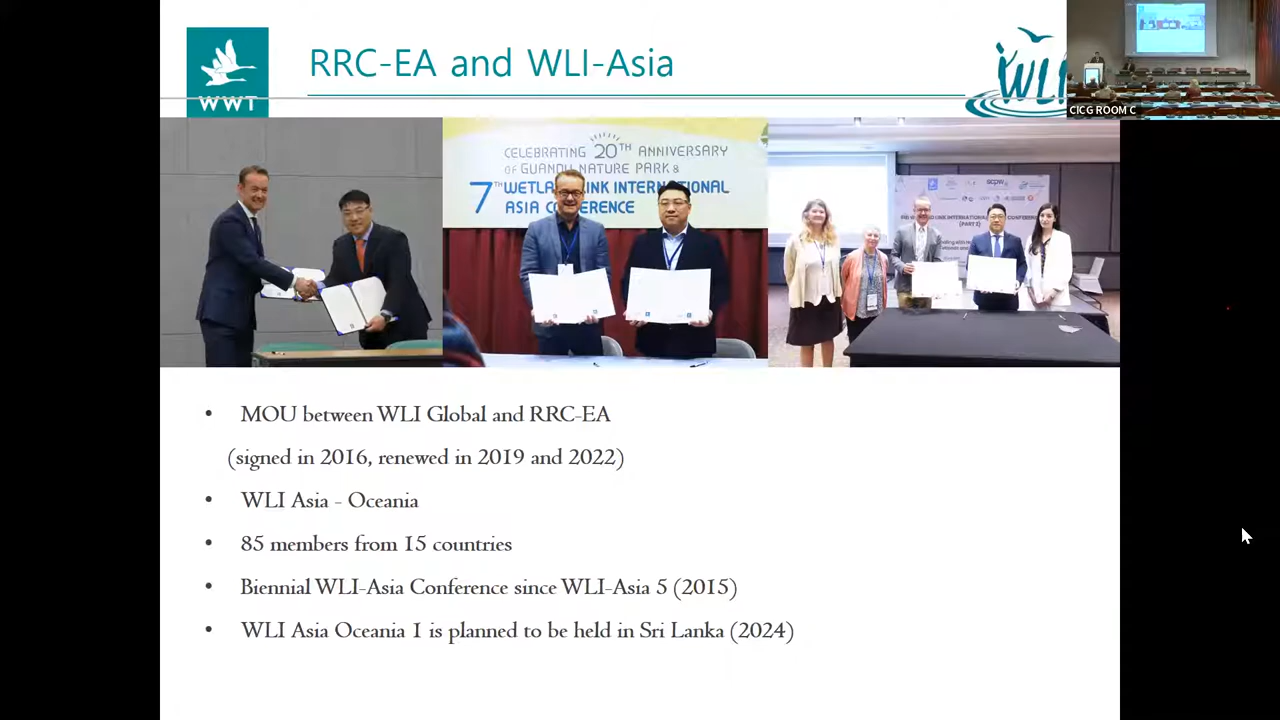 RRC-EA and WLI-Asia
WWT
WLI
CICG ROOM C
CELEBRATING 20TH ANNIVERSARY
OF GUANDU NATURE PARK &
7TH WETLAND LINK INTERNATIONAL
ASIA CONFERENCE
(PART 2)
• MOU between WLI Global and RRC-EA
(signed in 2016, renewed in 2019 and 2022)
• WLI Asia - Oceania
• 85 members from 15 countries
• Biennial WLI-Asia Conference since WLI-Asia 5 (2015)
• WLI Asia Oceania 1 is planned to be held in Sri Lanka (2024)